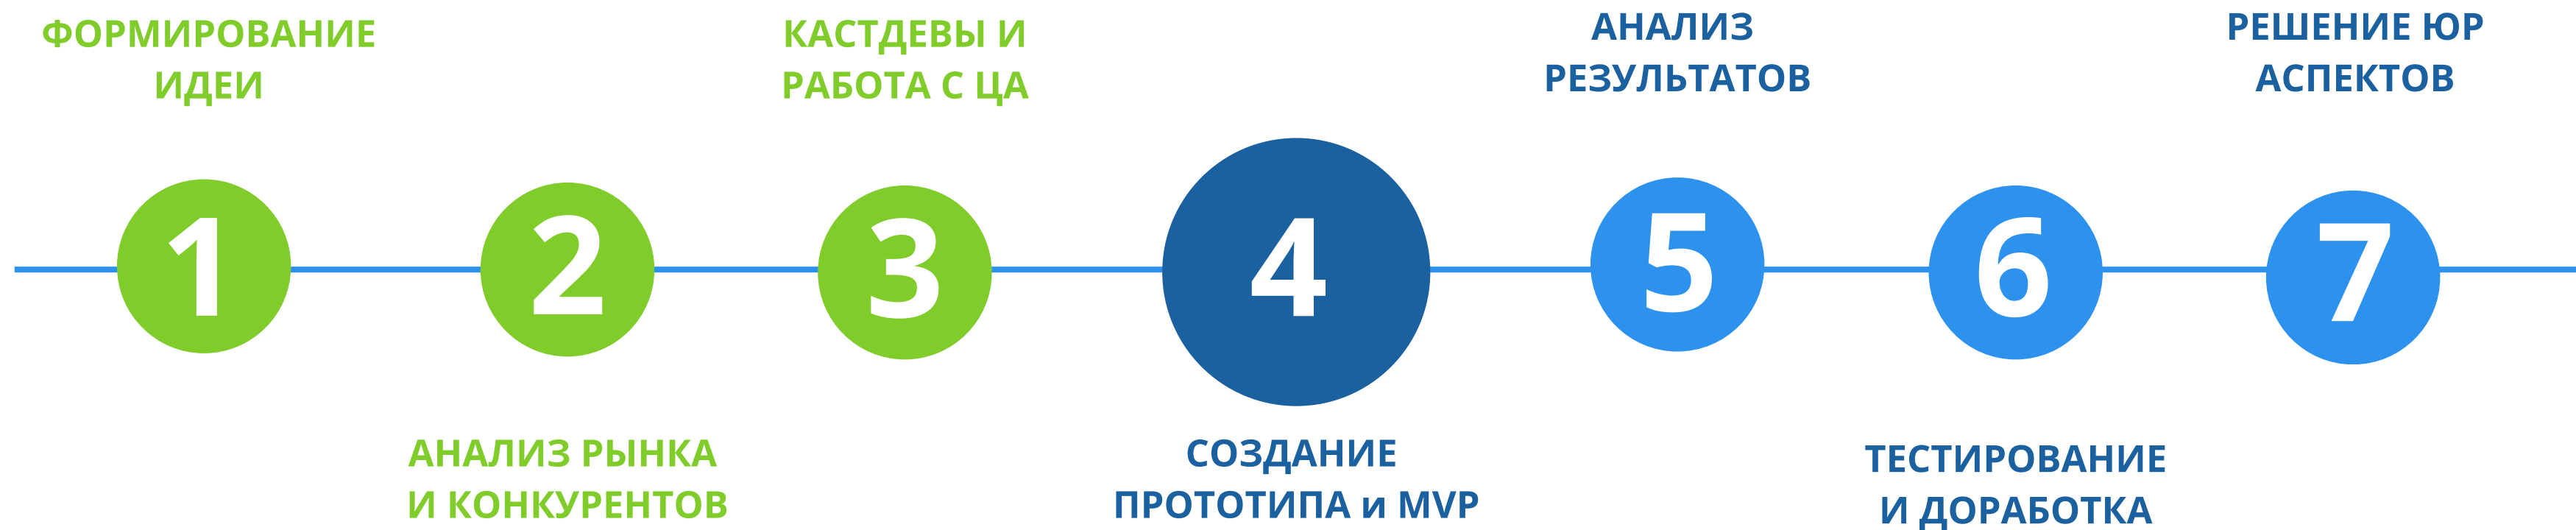 ФОРМИРОВАНИЕ
ИДЕИ
1
АНАЛИЗ РЫНКА
И КОНКУРЕНТОВ
2
КАСТДЕВЫ И
РАБОТА С ЦА
3
4
СОЗДАНИЕ
ПРОТОТИПА и MVP
АНАЛИЗ
РЕЗУЛЬТАТОВ
5
6
ТЕСТИРОВАНИЕ
И ДОРАБОТКА
РЕШЕНИЕ ЮР
АСПЕКТОВ
7